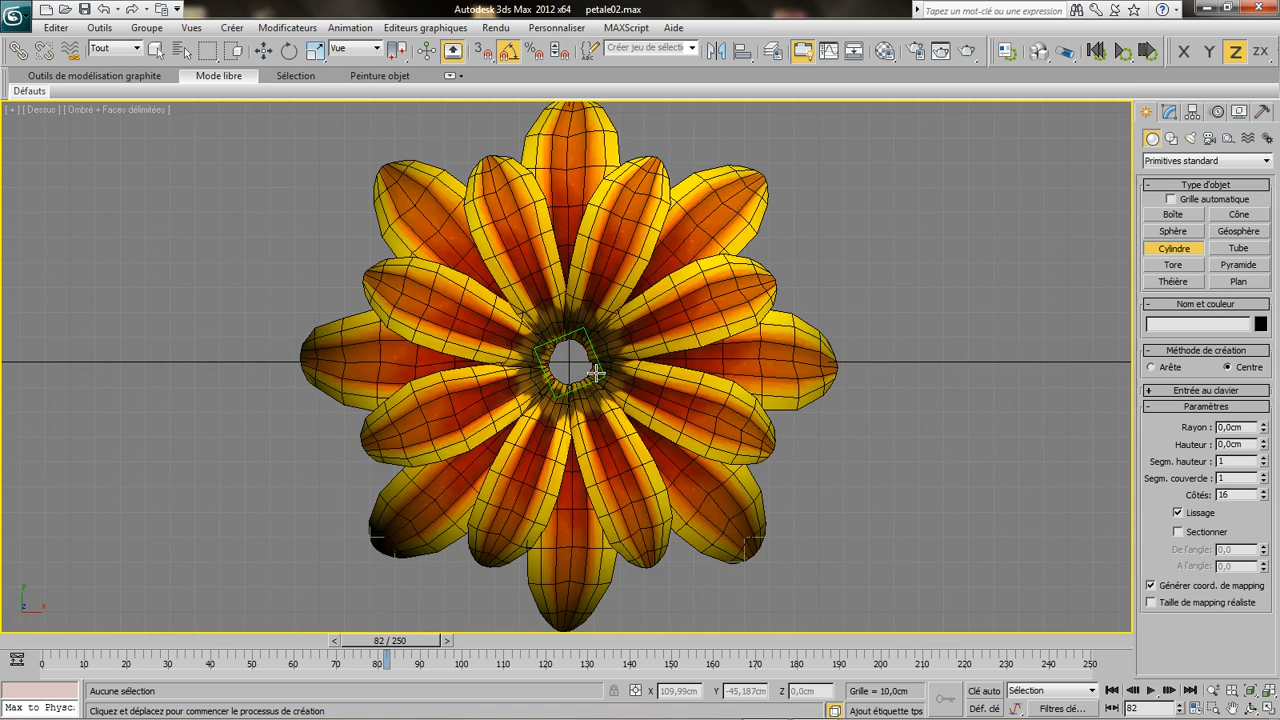 Autodesk 3ds Max 2012 x64 petale02.max
Tapez un mot-clé ou une expression
Editer Outils Groupe Vues Créer Modificateurs Animation Editeurs graphiques Rendu Personnaliser MAXScript Aide
Tout Vue 3 Créer jeu de sélectio X Y Z ZX
Outils de modélisation graphite Mode libre Sélection Peinture objet
Défauts
[ + ] [ Dessus ] [ Ombré + Faces délimitées ]
Primitives standard
- Type d'objet
Grille automatique
Boîte Cône
Sphère Géosphère
Cylindre Tube
Tore Pyramide
Théière Plan
- Nom et couleur
- Méthode de création
Arête Centre
+ Entrée au clavier
- Paramètres
Rayon : 0,0cm
Hauteur : 0,0cm
Segm. hauteur : 1
Segm. couvercle : 1
Côtés: 16
Lissage
Sectionner
De l'angle: 0,0
A l'angle: 0,0
Générer coord. de mapping
Taille de mapping réaliste
y
z x
< 82 / 250 >
0 10 20 30 40 50 60 70 80 90 100 110 120 130 140 150 160 170 180 190 200 210 220 230 240 250
Aucune sélection X 109,99cm Y -45,187cm Z 0,0cm Grille = 10,0cm Clé auto Sélection
Max to Physc Cliquez et déplacez pour commencer le processus de création Ajout étiquette tps Déf. clé Filtres clé... 82